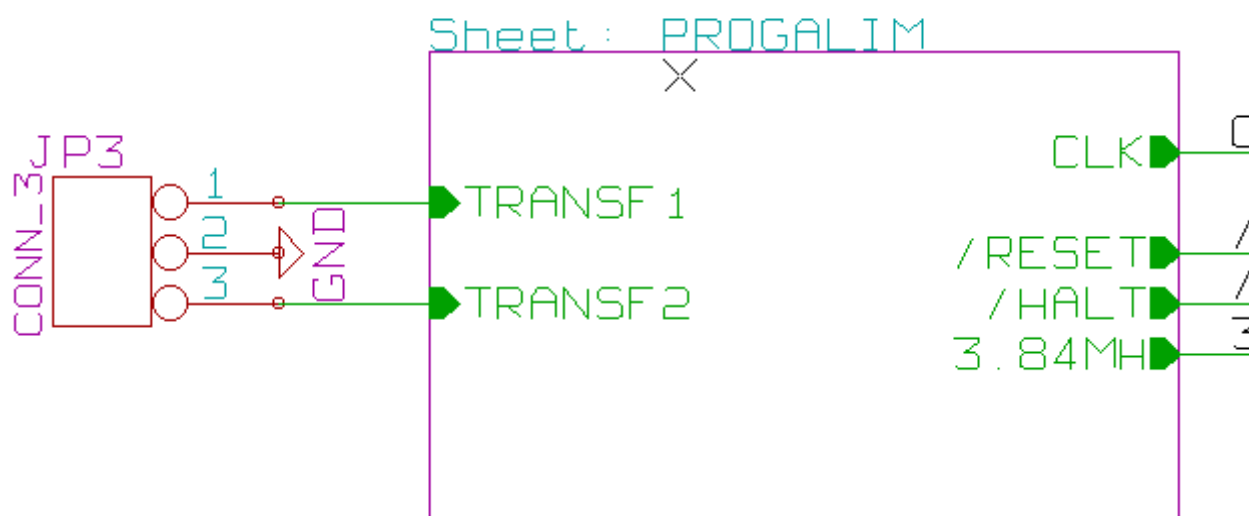 Sheet: PROGALIM
JP3
CONN_3
1
2
3
GND
TRANSF1
TRANSF2
CLK
/RESET
/HALT
3.84MH